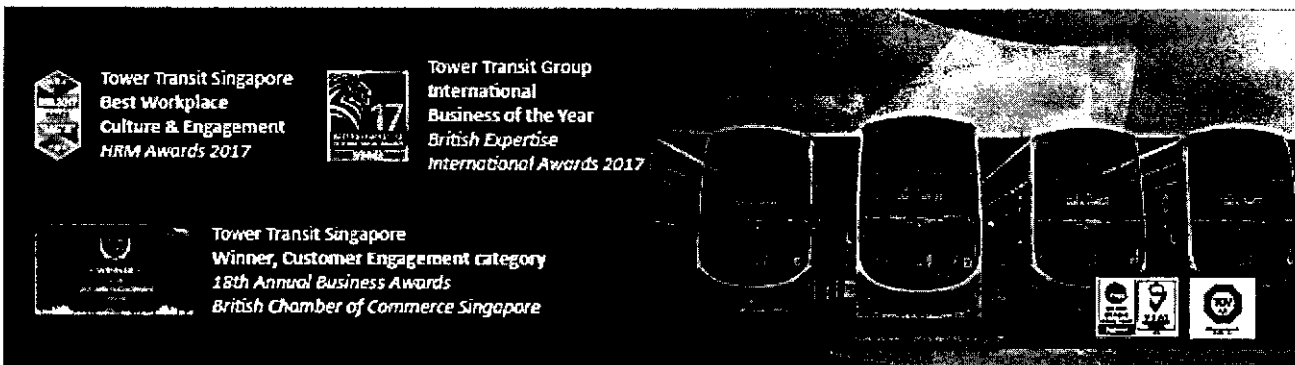 Tower Transit Singapore
Best Workplace
Culture & Engagement
HRM Awards 2017
17
Tower Transit Group
International
Business of the Year
British Expertise
International Awards 2017
WINNER
Tower Transit Singapore
Winner, Customer Engagement category
18th Annual Business Awards
British Chamber of Commerce Singapore